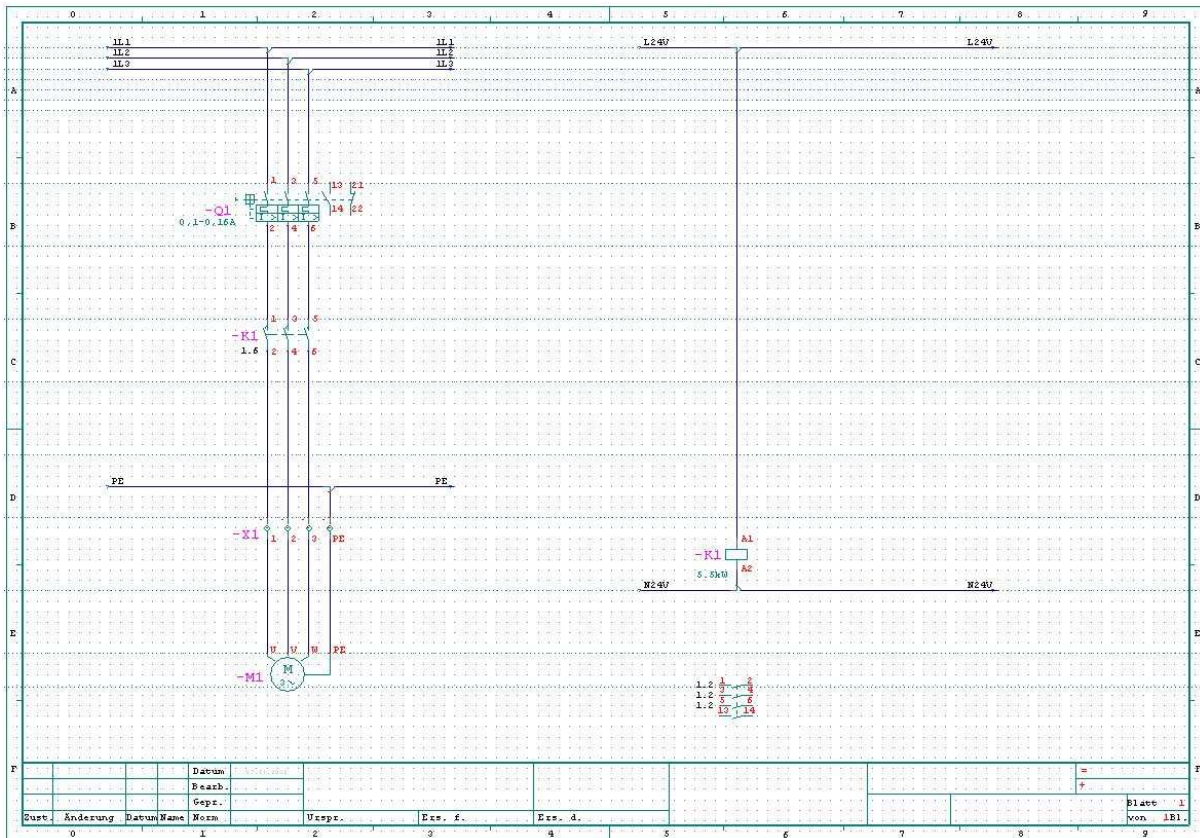 0 1 2 3 4 5 6 7 8 9
1L1 1L1
1L2 1L2
1L3 1L3
L24V L24V
A A
1 3 5 13 21
-Q1
0,1-0,16A
14 22
I> I> I>
2 4 6
B B
1 3 5
-K1
1.6
2 4 6
C C
PE PE
D D
-X1
1 2 3 PE
A1
-K1
A2
5.5kW
N24V N24V
E E
U V W PE
-M1
M
3~
1.2 1 2
1.2 3 4
1.2 5 6
13 14
F F
Datum
Bearb.
Gepr.
Zust. Änderung Datum Name Norm Urspr. Ers. f. Ers. d.
=
+
Blatt 1
von 1Bl.
0 1 2 3 4 5 6 7 8 9